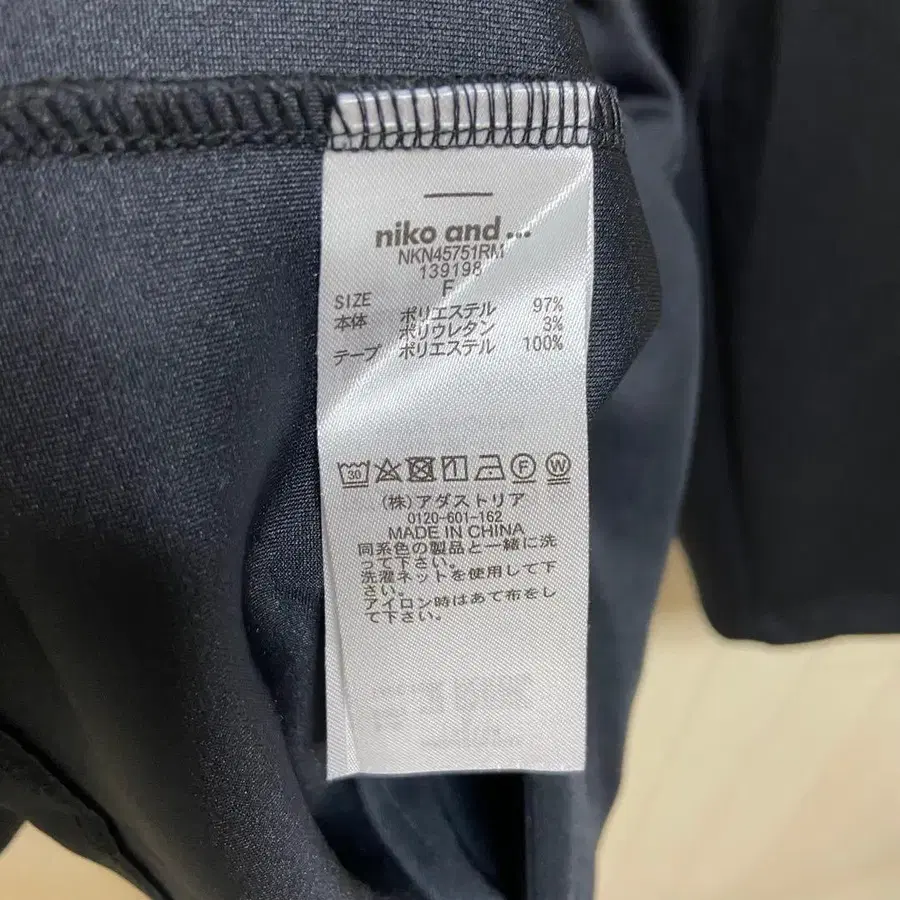 niko and ...
NKN45751RM
139198
SIZE F
本体 ポリエステル 97%
ポリウレタン 3%
テープ ポリエステル 100%
30 F W
(株)アダストリア
0120-601-162
MADE IN CHINA
同系色の製品と一緒に洗
って下さい。
洗濯ネットを使用して下
さい。
アイロン時はあて布をし
て下さい。